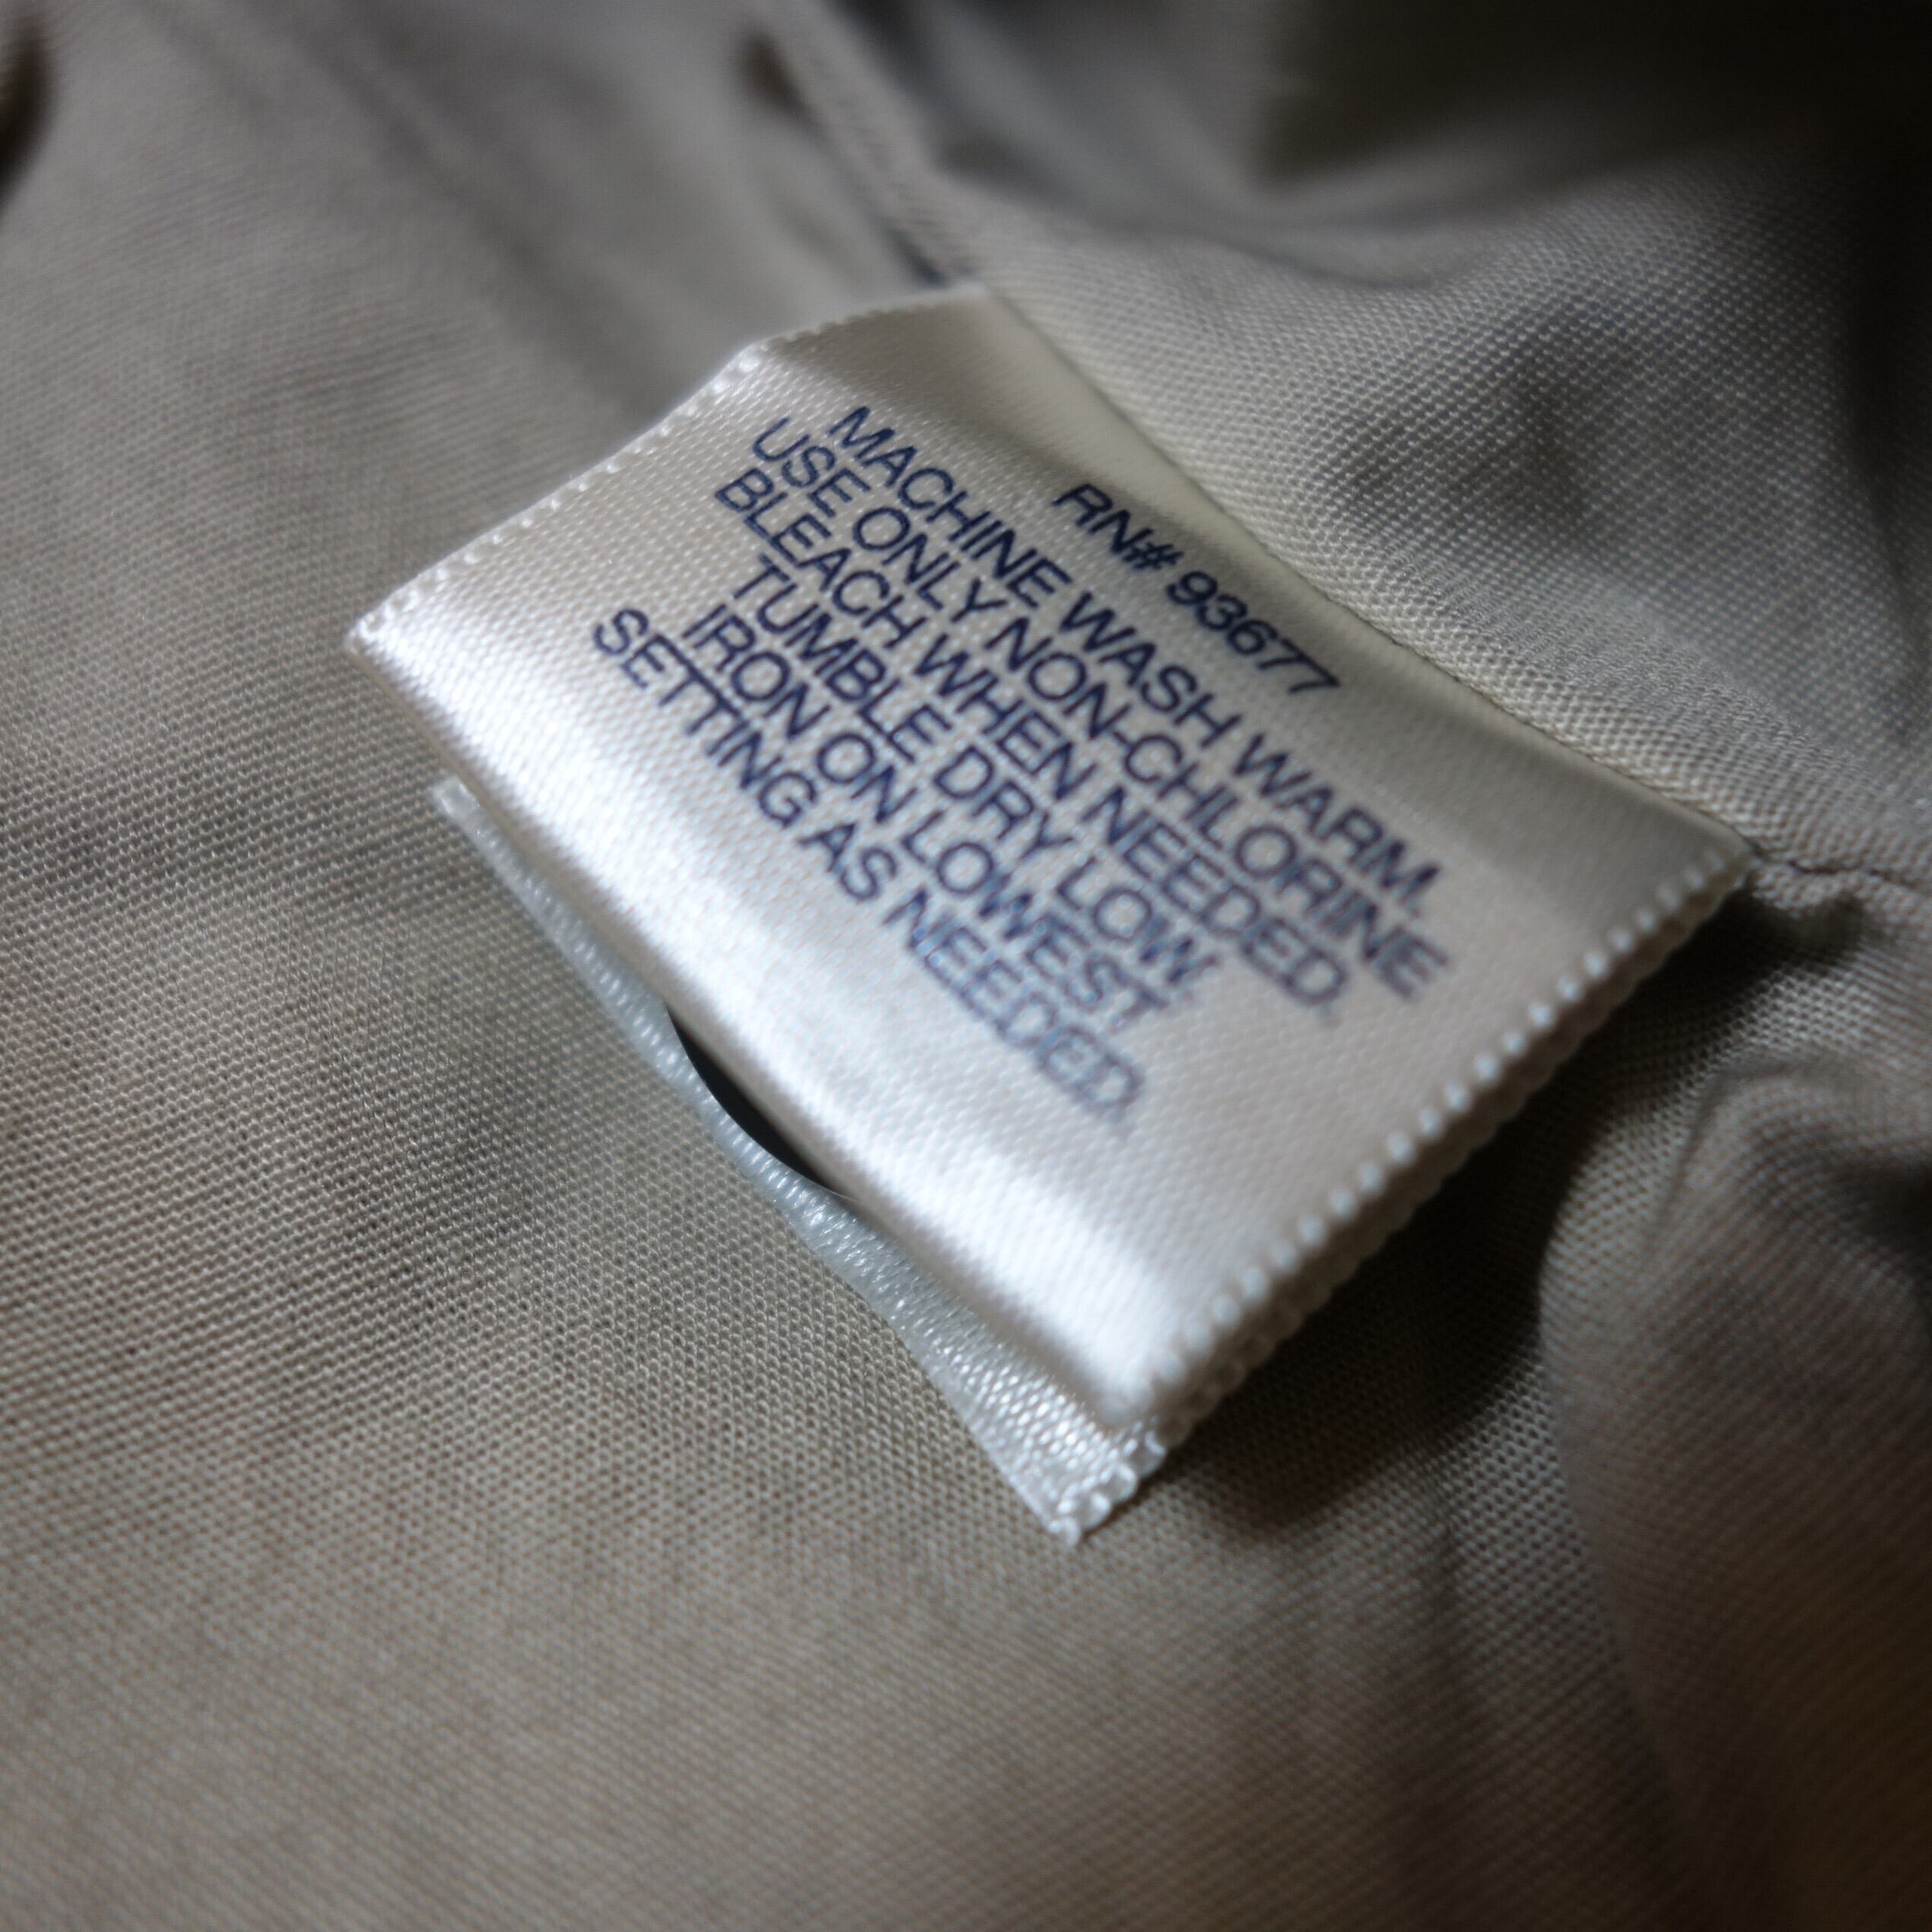 RN# 93677
MACHINE WASH WARM.
USE ONLY NON-CHLORINE
BLEACH WHEN NEEDED.
TUMBLE DRY LOW.
IRON ON LOWEST
SETTING AS NEEDED.